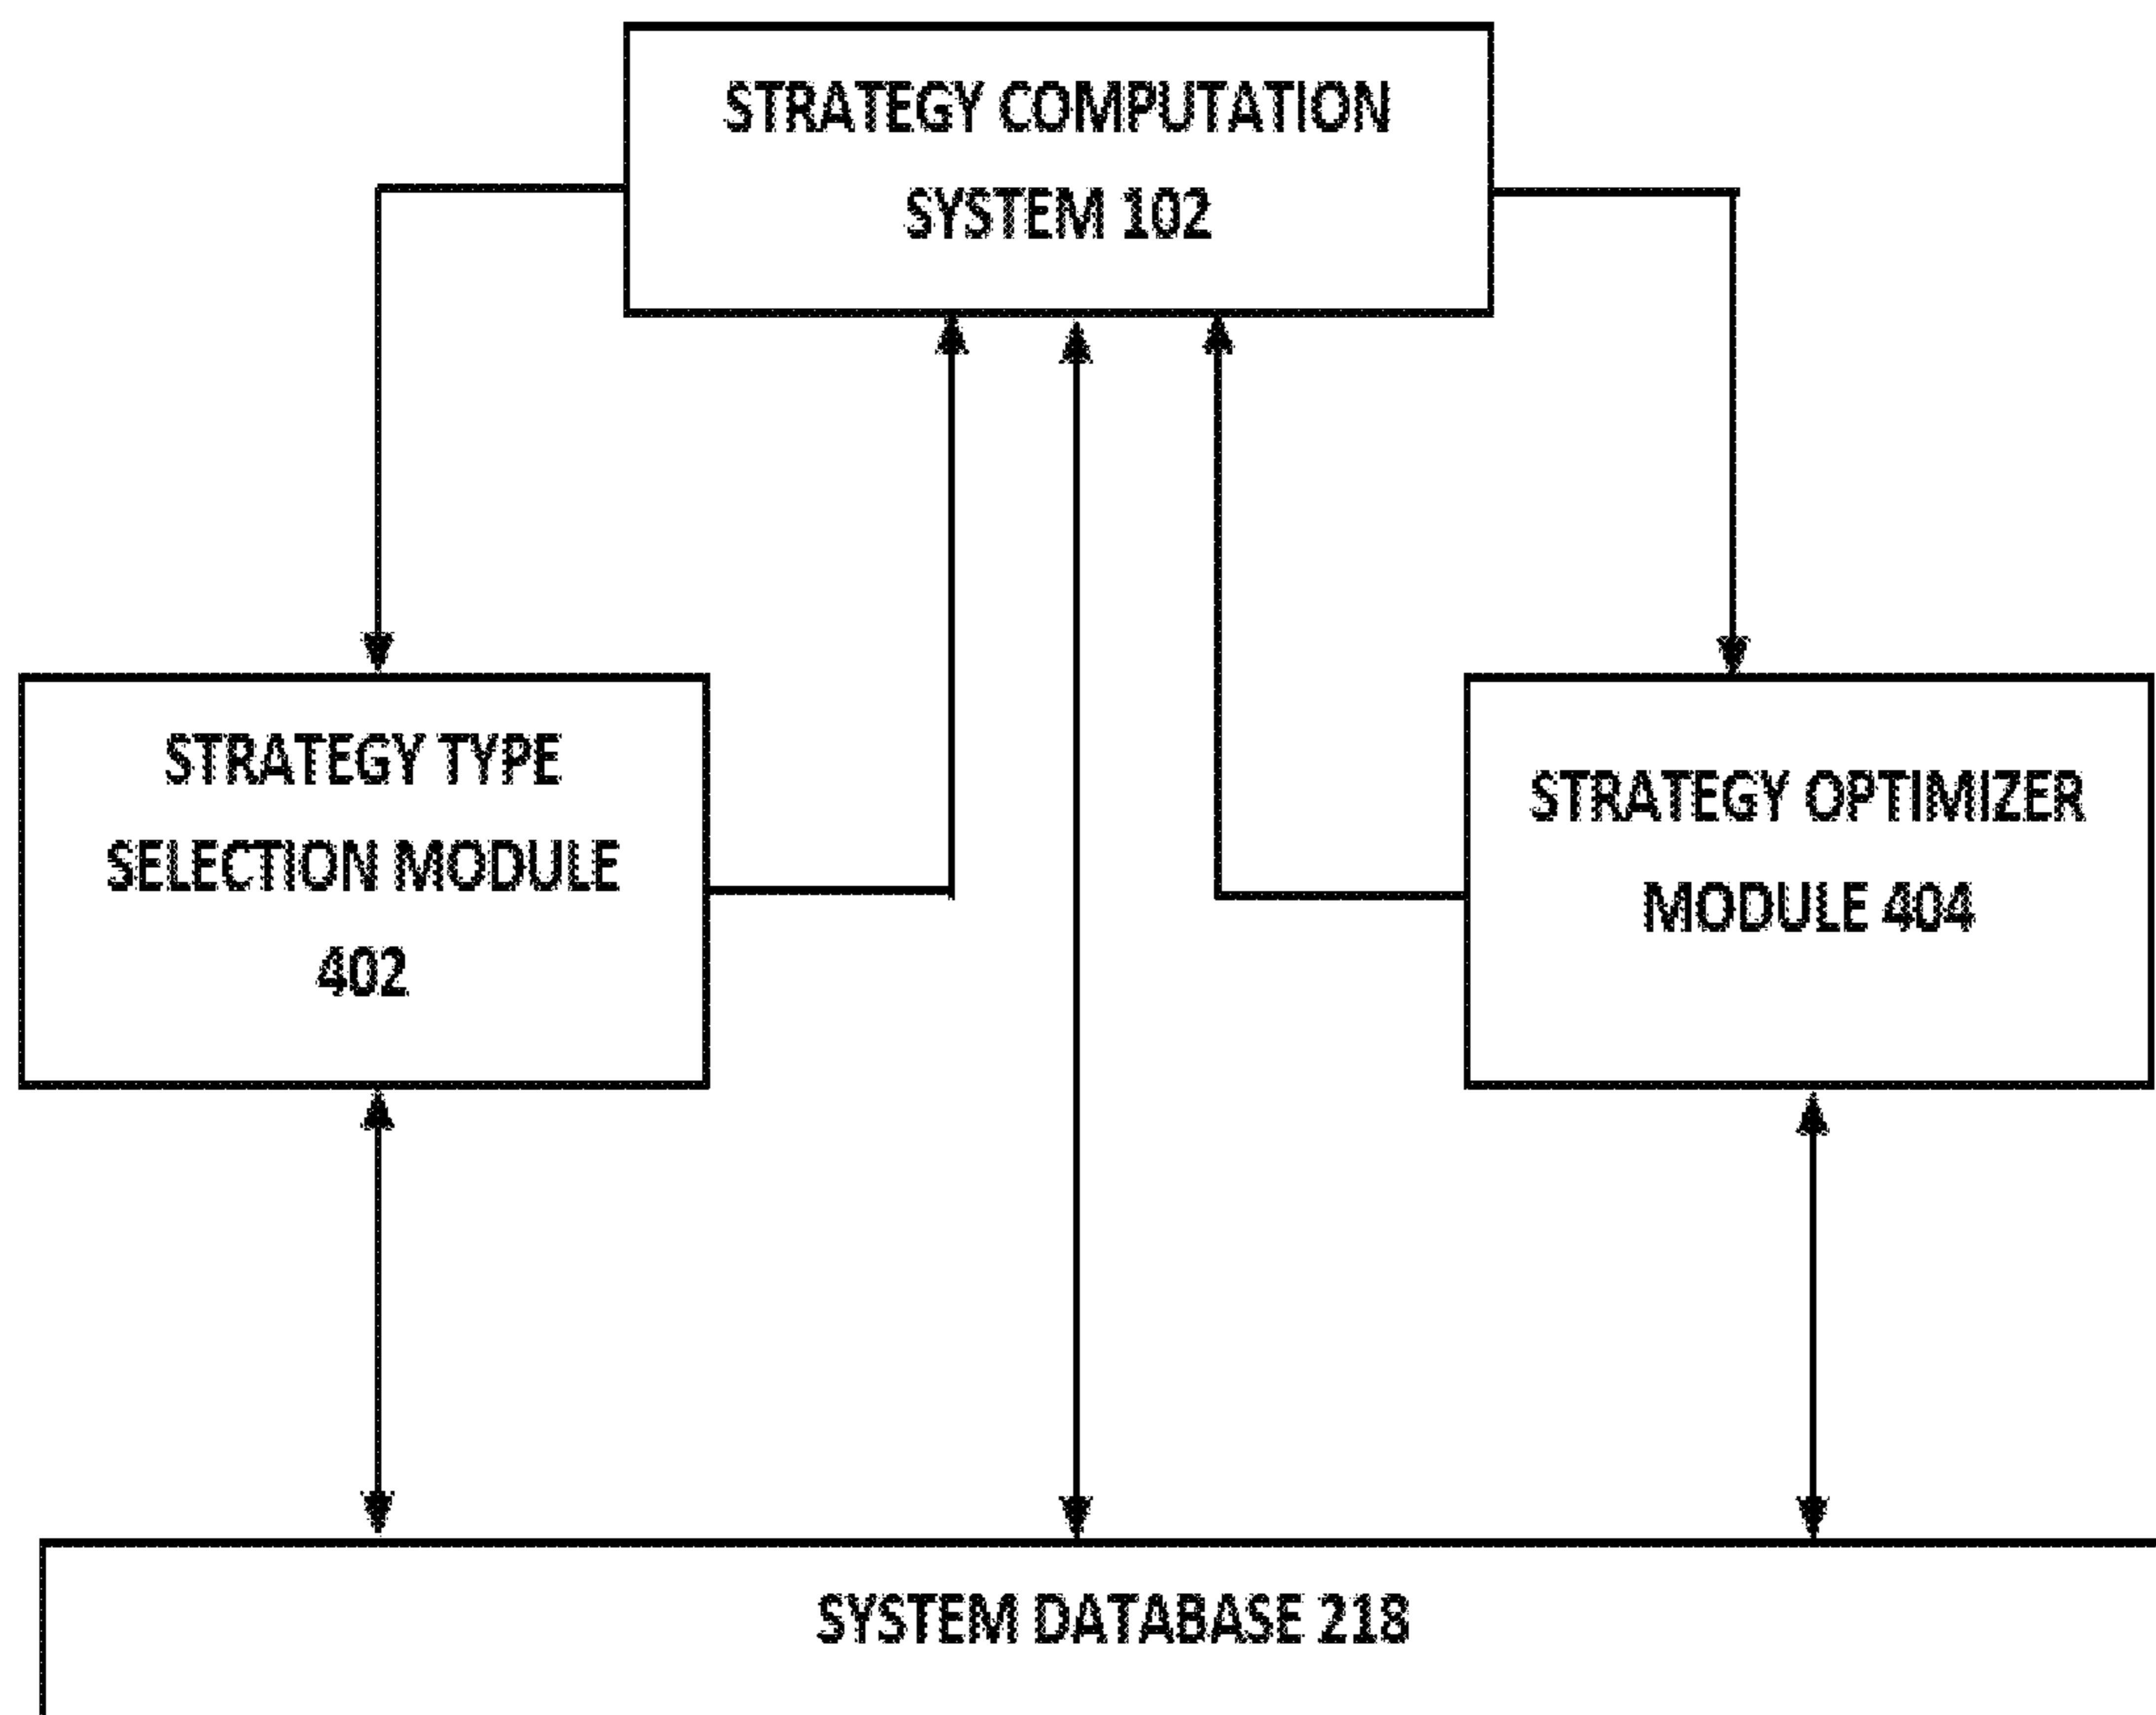 STRATEGY COMPUTATION
SYSTEM 102
STRATEGY TYPE
SELECTION MODULE
402
STRATEGY OPTIMIZER
MODULE 404
SYSTEM DATABASE 218